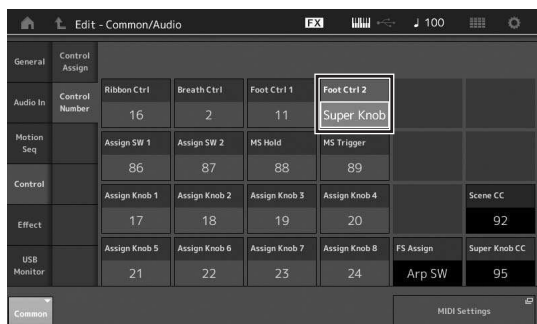 Edit - Common/Audio FX 100
General
Control Assign
Audio In
Control Number
Ribbon Ctrl Breath Ctrl Foot Ctrl 1 Foot Ctrl 2
16 2 11 Super Knob
Motion Seq
Assign SW 1 Assign SW 2 MS Hold MS Trigger
86 87 88 89
Control
Assign Knob 1 Assign Knob 2 Assign Knob 3 Assign Knob 4 Scene CC
17 18 19 20 92
Effect
Assign Knob 5 Assign Knob 6 Assign Knob 7 Assign Knob 8 FS Assign Super Knob CC
21 22 23 24 Arp SW 95
USB Monitor
Common MIDI Settings